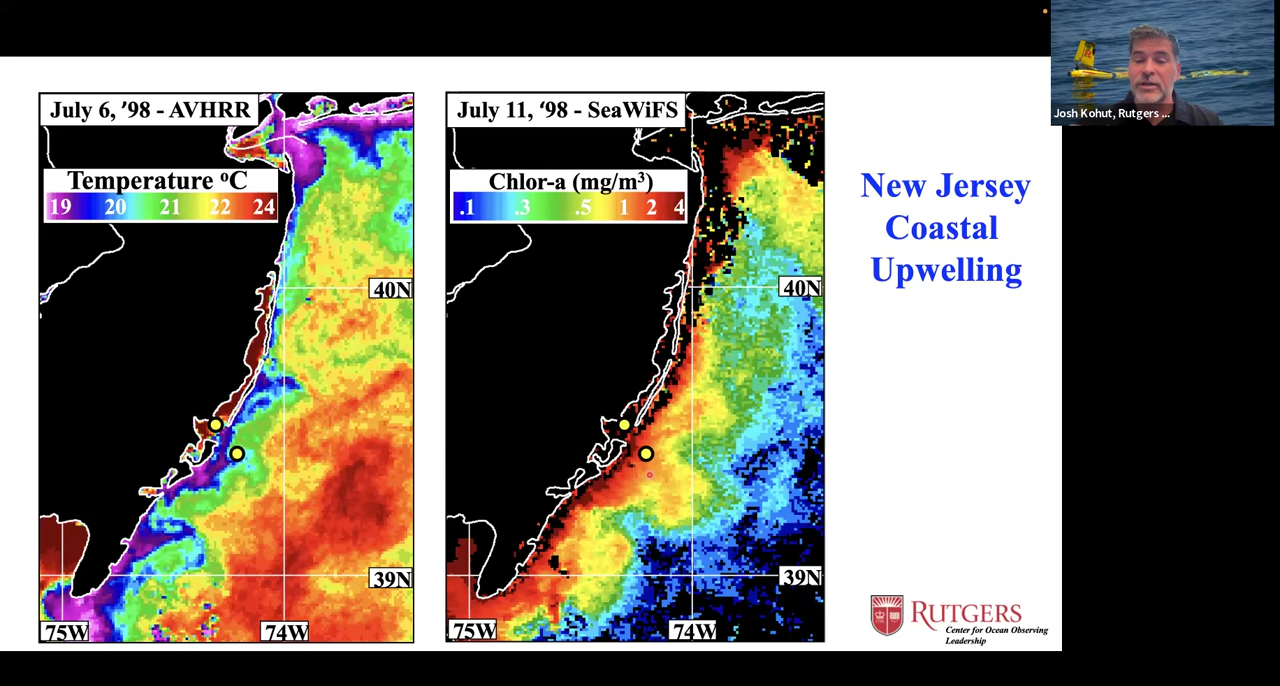 July 6, '98 - AVHRR
Temperature ºC
19 20 21 22 24
40N
39N
75W
74W
July 11, ‘98 - SeaWiFS
Chlor-a (mg/m³)
.1 .3 .5 1 2 4
40N
39N
75W
74W
New Jersey
Coastal
Upwelling
RUTGERS
Center for Ocean Observing
Leadership
Josh Kohut, Rutgers ...